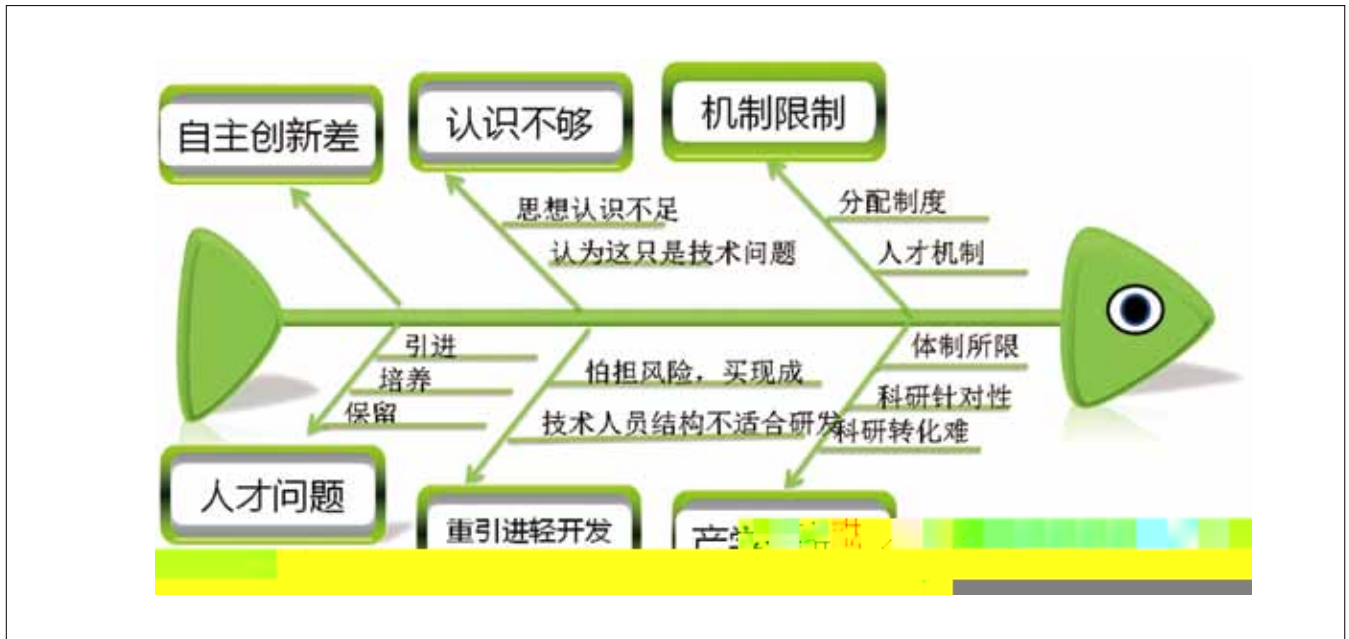 自主创新差
认识不够
机制限制
思想认识不足
认为这只是技术问题
分配制度
人才机制
引进
培养
保留
怕担风险，买现成
技术人员结构不适合研发
体制所限
科研针对性
科研转化难
人才问题
重引进轻开发